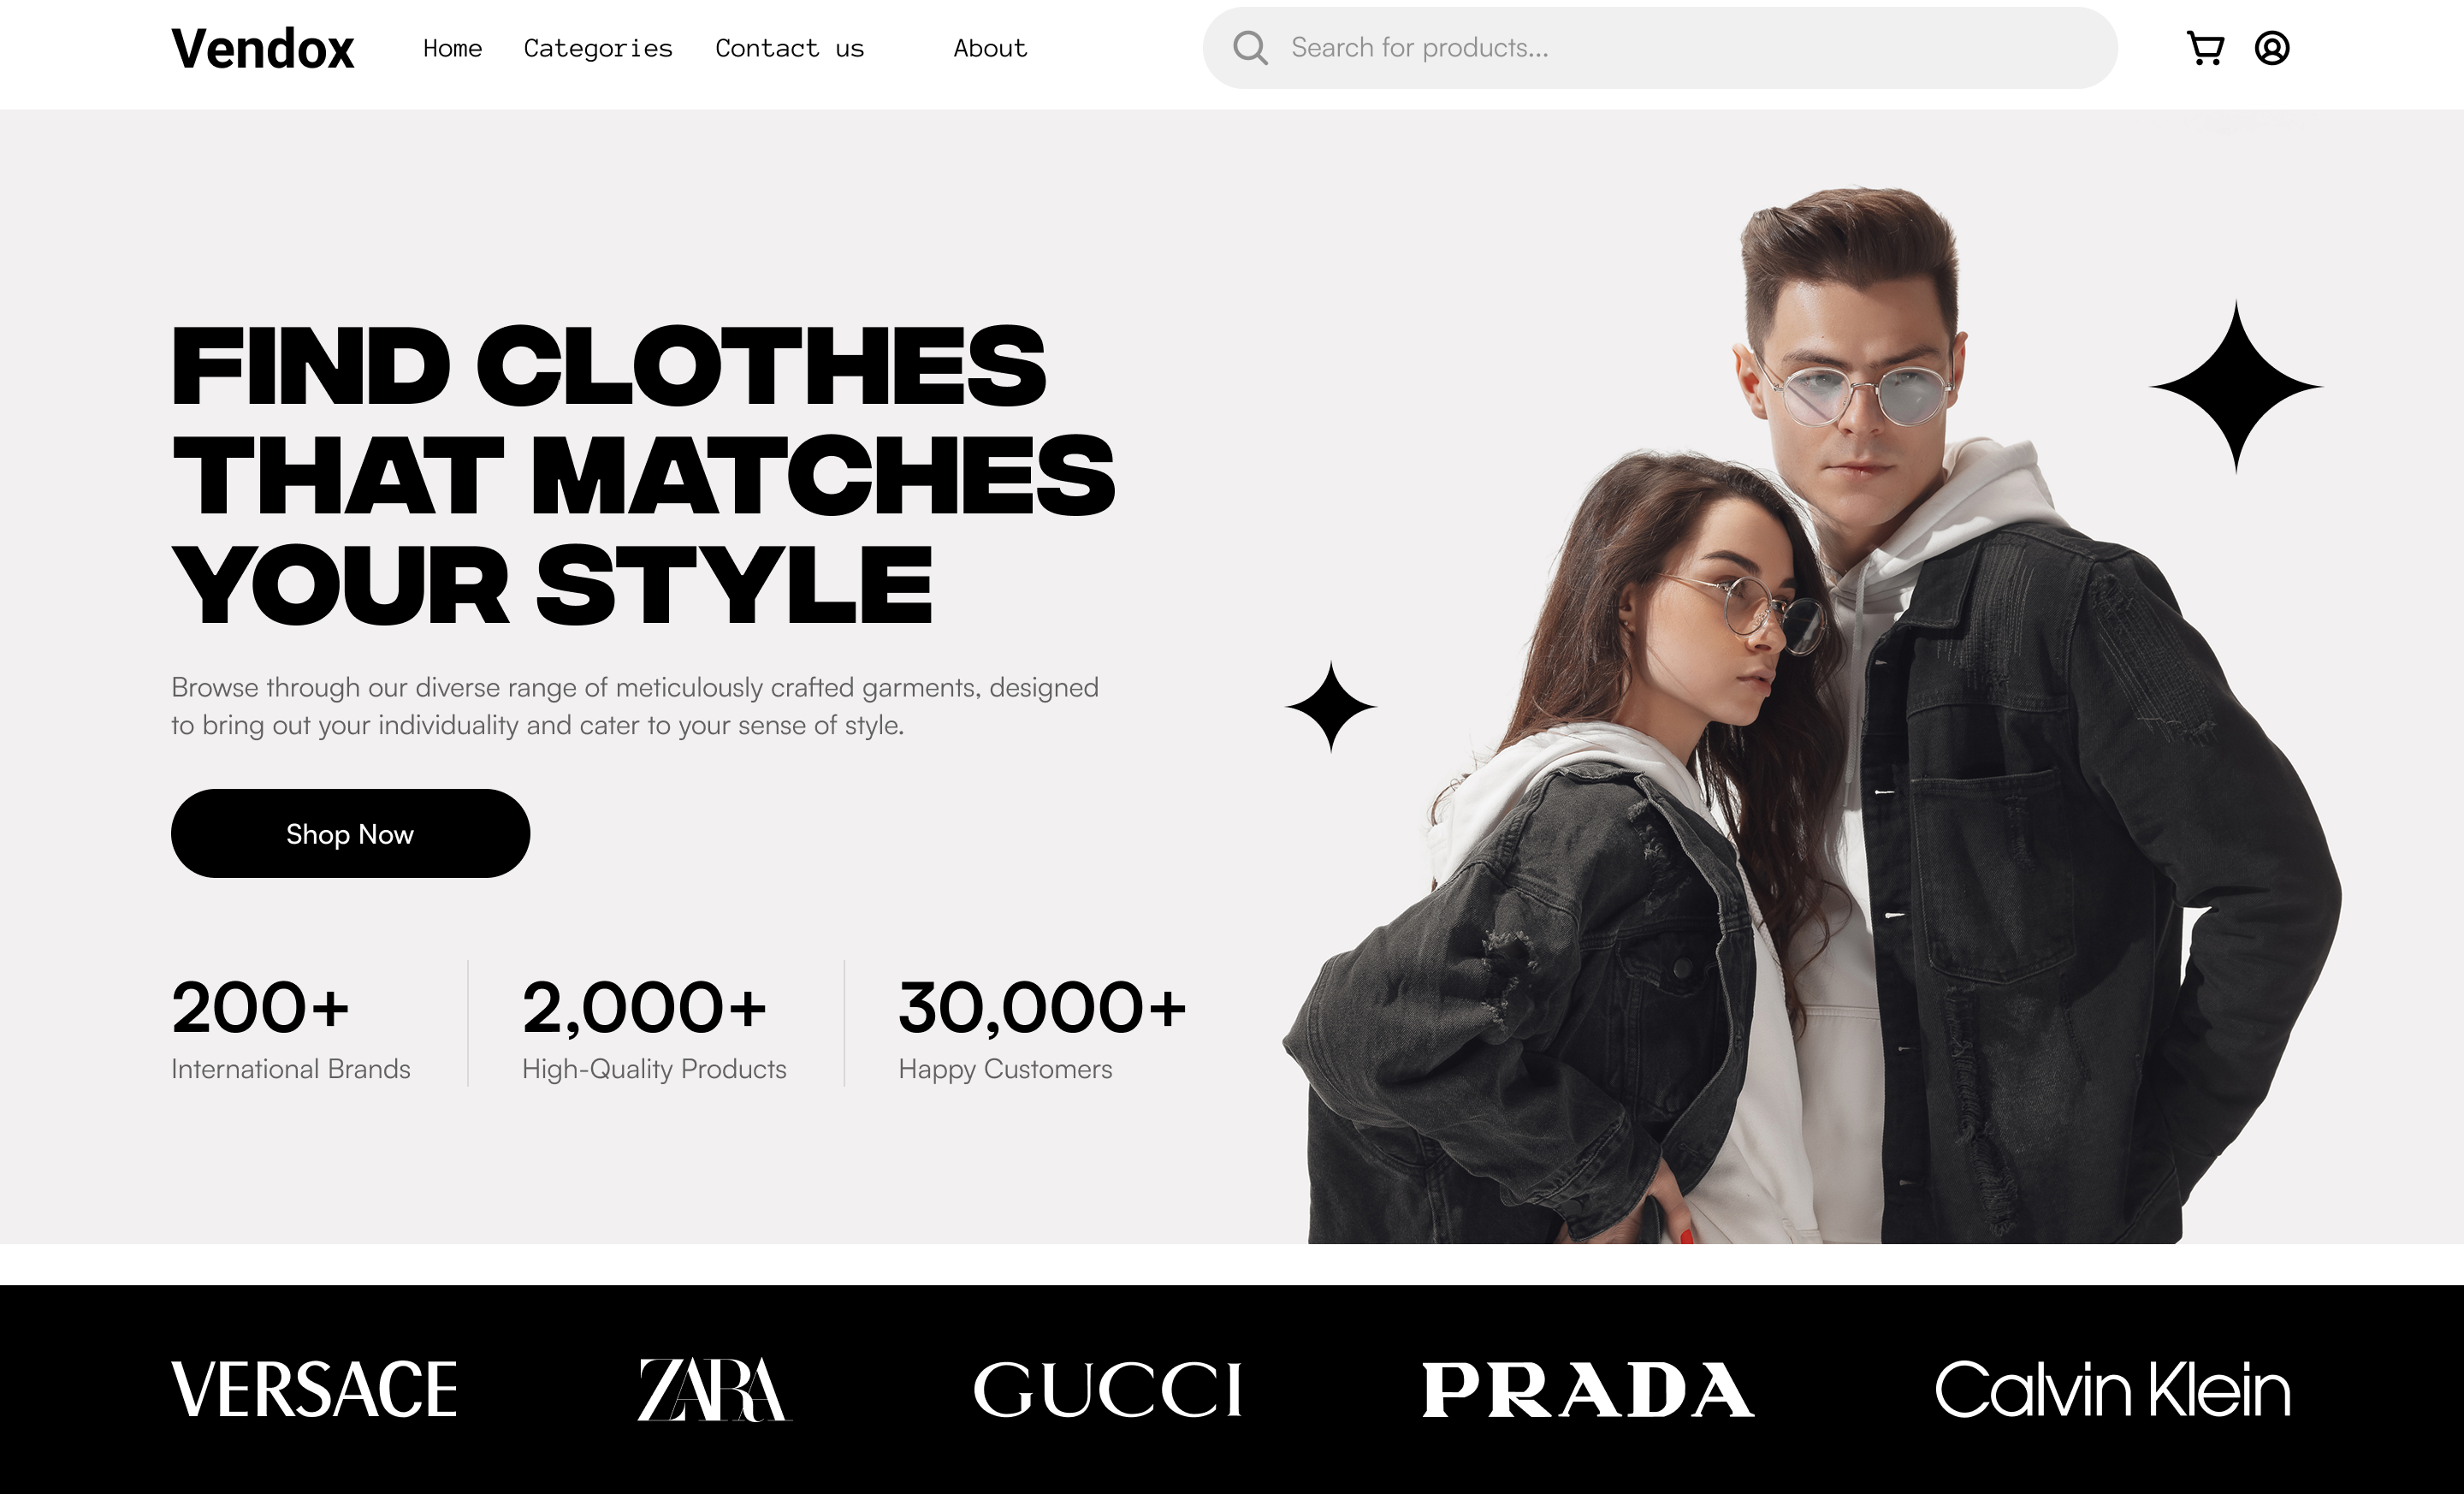 Vendox
Home
Categories
Contact us
About
Search for products...
FIND CLOTHES
THAT MATCHES
YOUR STYLE
Browse through our diverse range of meticulously crafted garments, designed
to bring out your individuality and cater to your sense of style.
Shop Now
200+
International Brands
2,000+
High-Quality Products
30,000+
Happy Customers
VERSACE
ZARA
GUCCI
PRADA
Calvin Klein